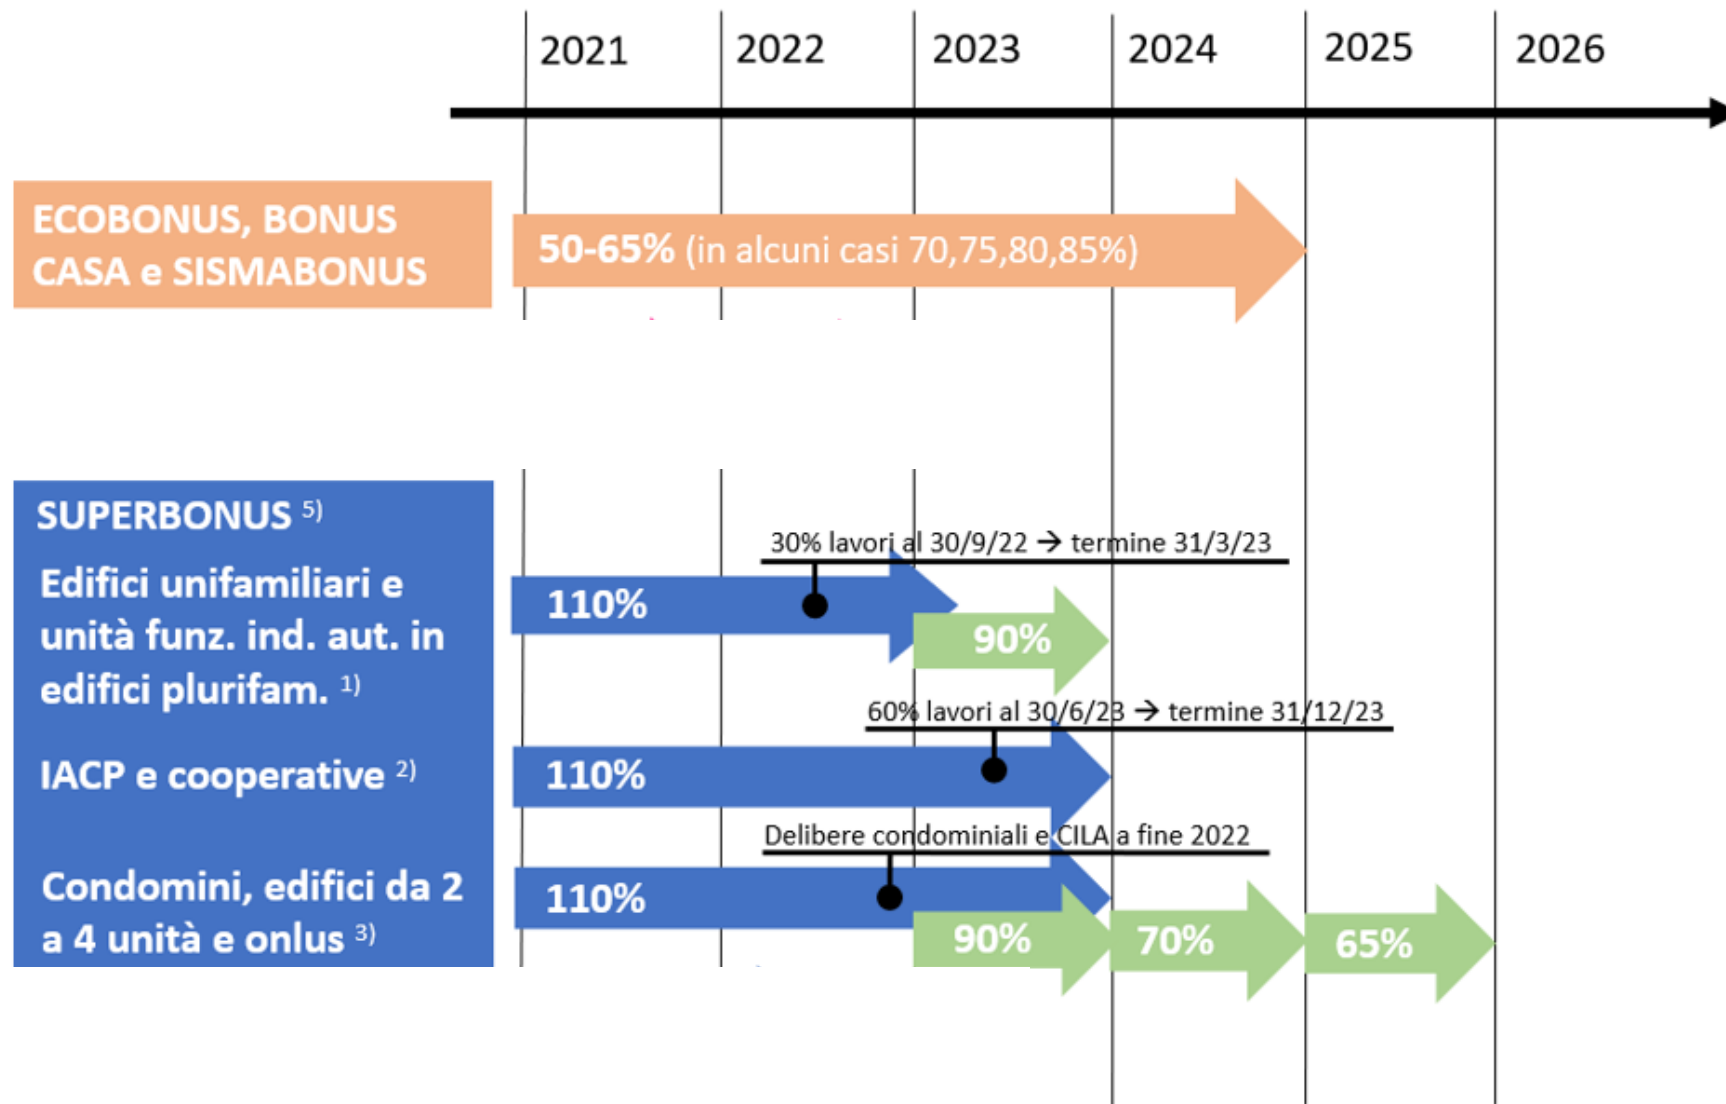 2021 2022 2023 2024 2025 2026
ECOBONUS, BONUS
CASA e SISMABONUS
50-65% (in alcuni casi 70,75,80,85%)
SUPERBONUS 5)
30% lavori al 30/9/22 → termine 31/3/23
Edifici unifamiliari e
unità funz. ind. aut. in
edifici plurifam. 1)
110%
90%
60% lavori al 30/6/23 → termine 31/12/23
IACP e cooperative 2)
110%
Delibere condominiali e CILA a fine 2022
Condomini, edifici da 2
a 4 unità e onlus 3)
110%
90% 70% 65%